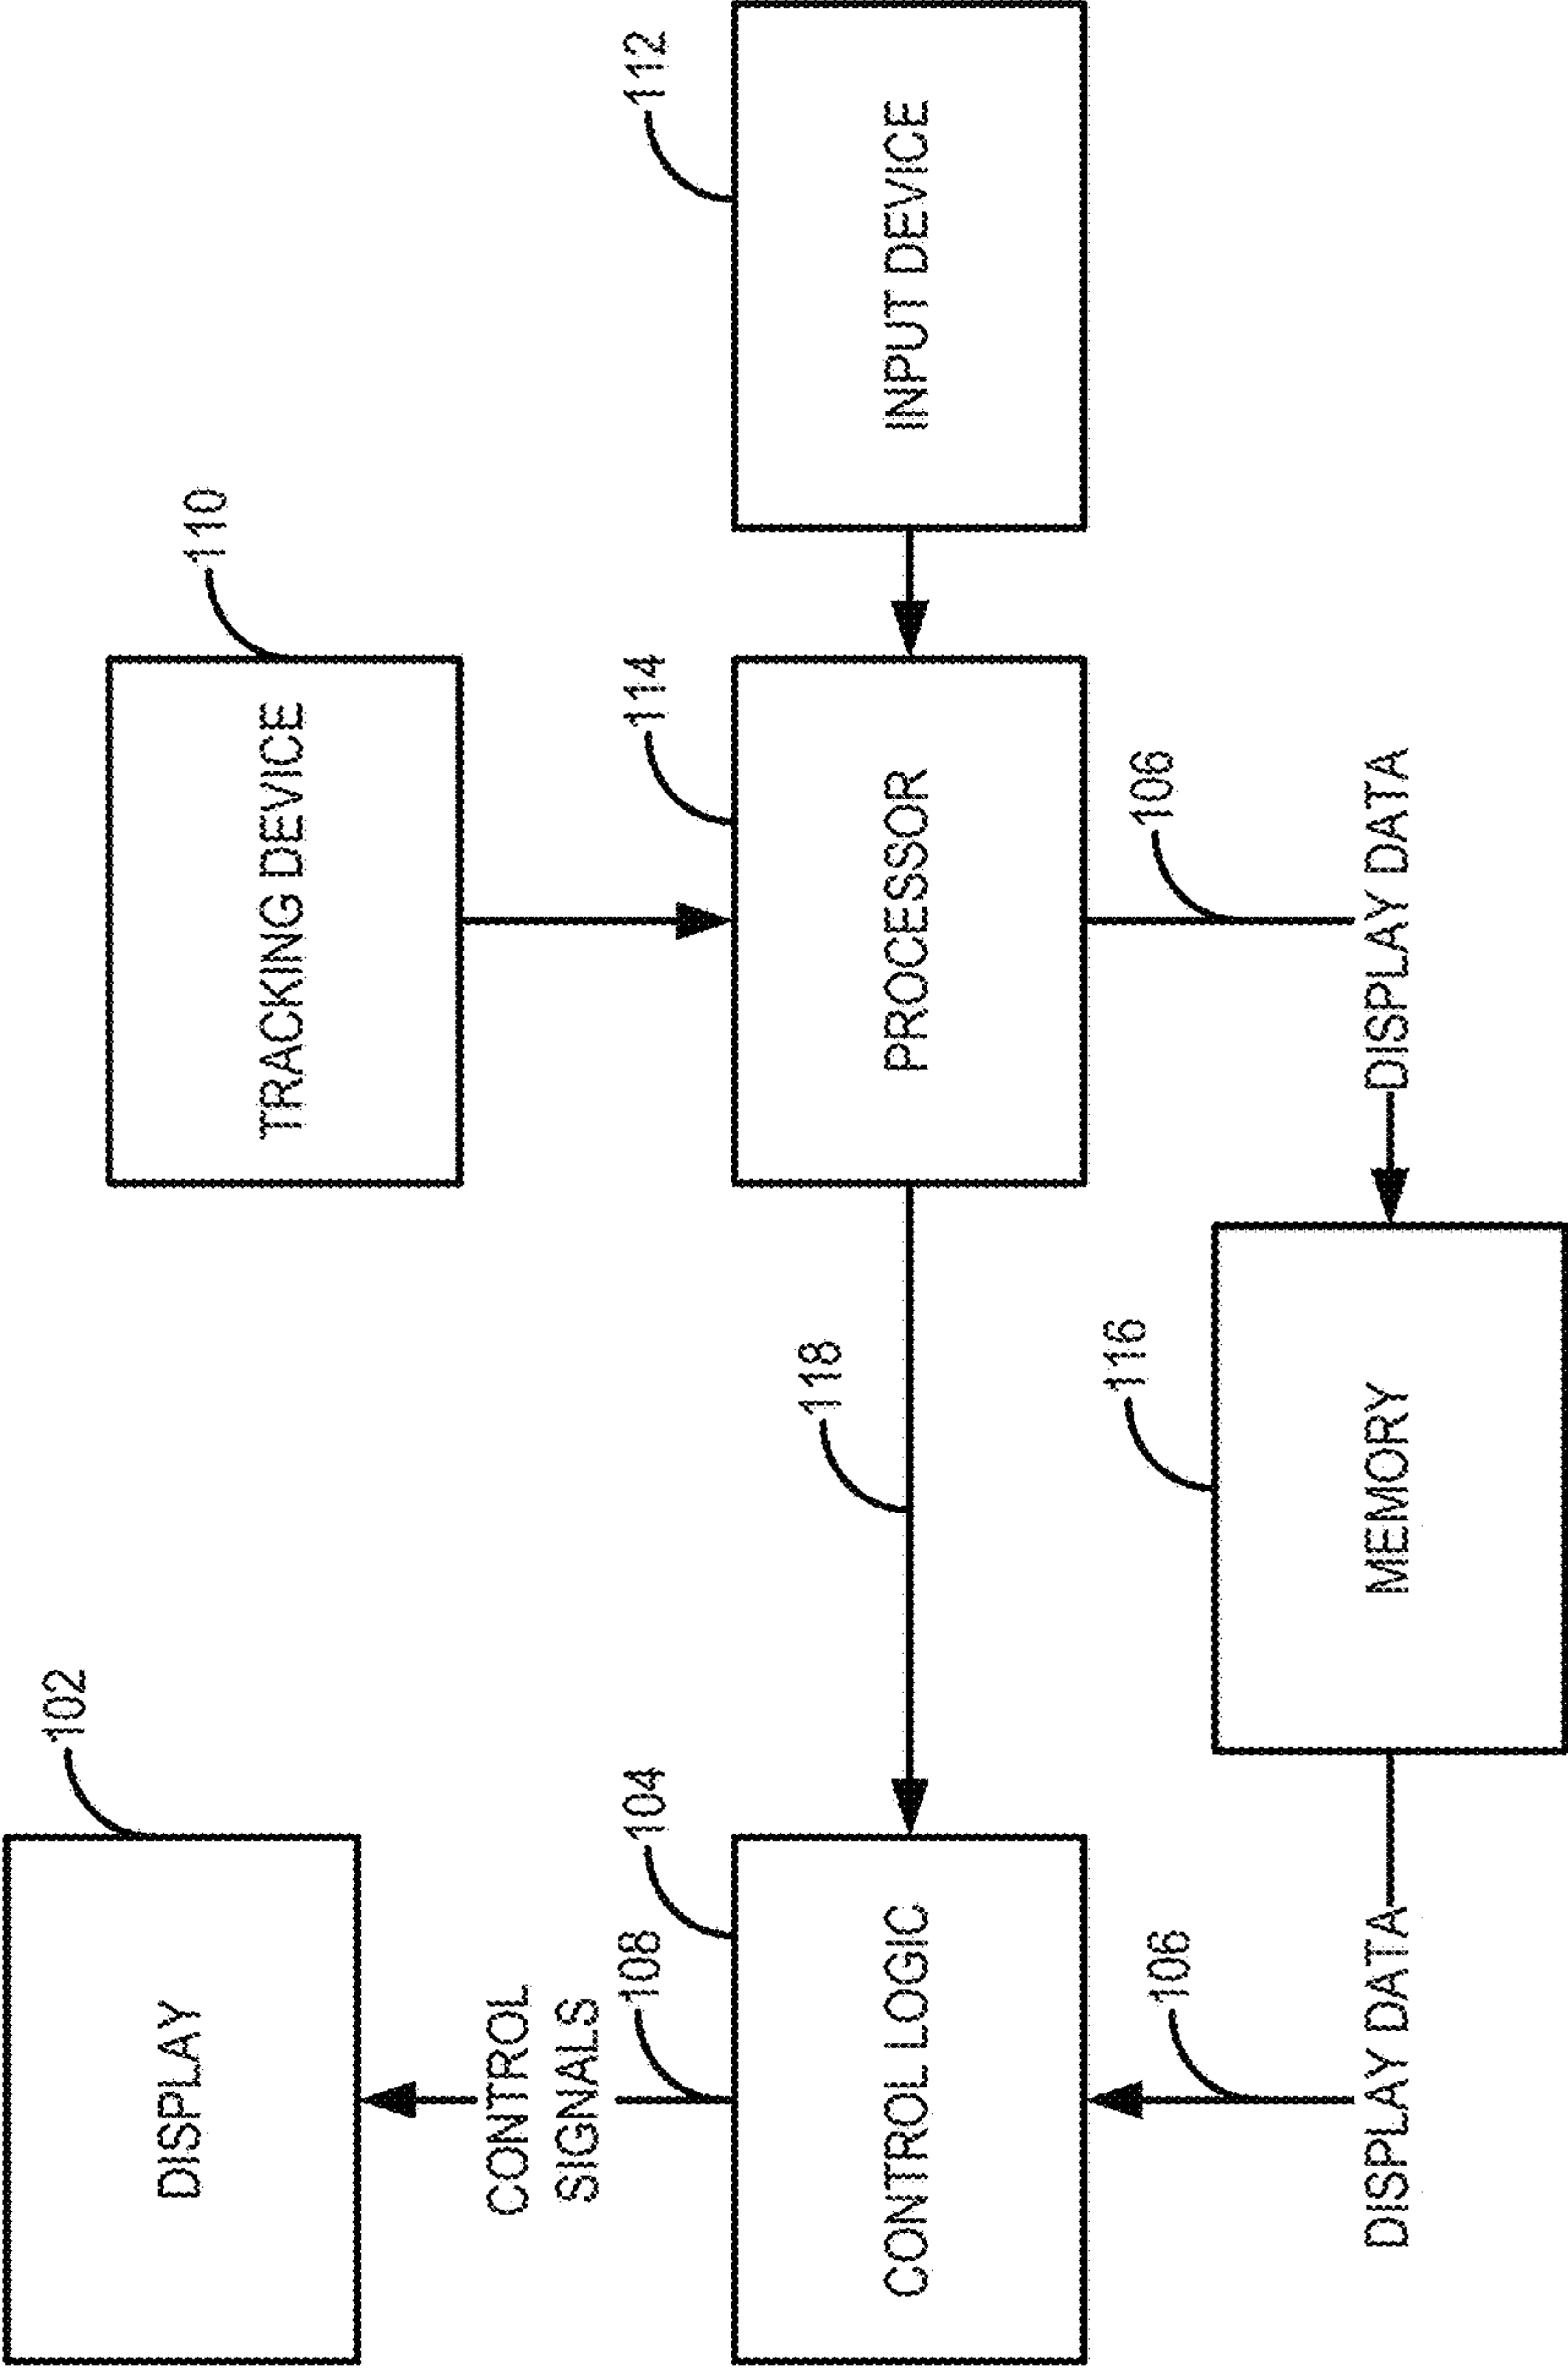 102
DISPLAY
110
TRACKING DEVICE
CONTROL
SIGNALS
108
104
114
112
118
CONTROL LOGIC
PROCESSOR
INPUT DEVICE
106
116
106
DISPLAY DATA
MEMORY
DISPLAY DATA